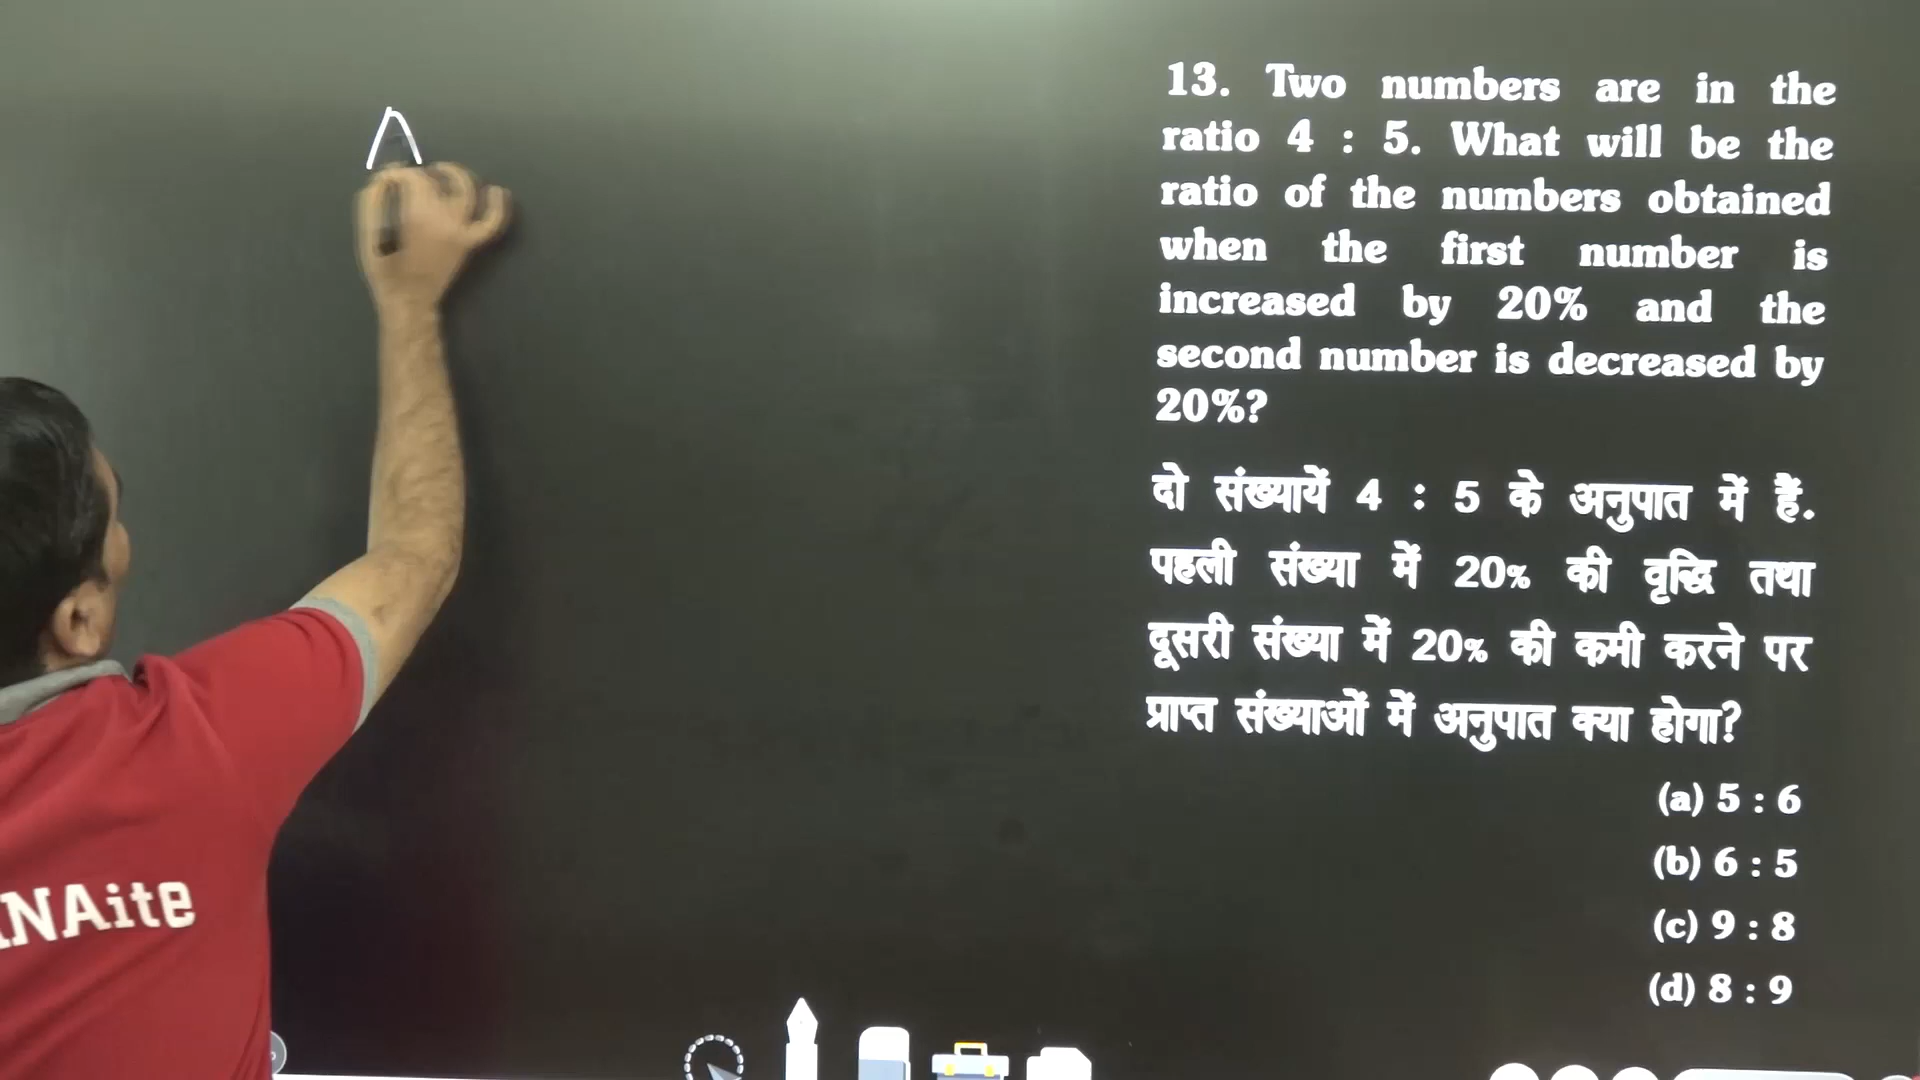 A
13. Two numbers are in the
ratio 4 : 5. What will be the
ratio of the numbers obtained
when the first number is
increased by 20% and the
second number is decreased by
20%?
दो संख्यायें 4 : 5 के अनुपात में हैं.
पहली संख्या में 20% की वृद्धि तथा
दूसरी संख्या में 20% की कमी करने पर
प्राप्त संख्याओं में अनुपात क्या होगा?
(a) 5 : 6
(b) 6 : 5
(c) 9 : 8
(d) 8 : 9
NAite